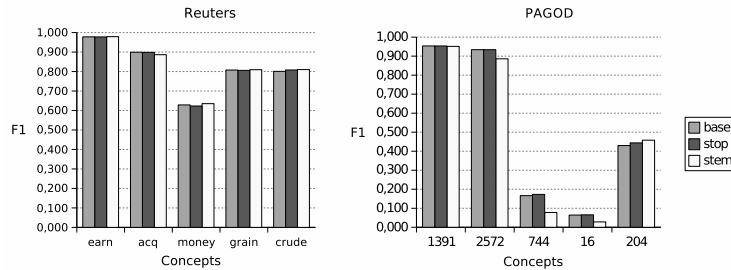 Reuters
1,000
0,900
0,800
0,700
0,600
0,500
0,400
0,300
0,200
0,100
0,000
F1
earn acq money grain crude
Concepts
PAGOD
1,000
0,900
0,800
0,700
0,600
0,500
0,400
0,300
0,200
0,100
0,000
F1
1391 2572 744 16 204
Concepts
base
stop
stem